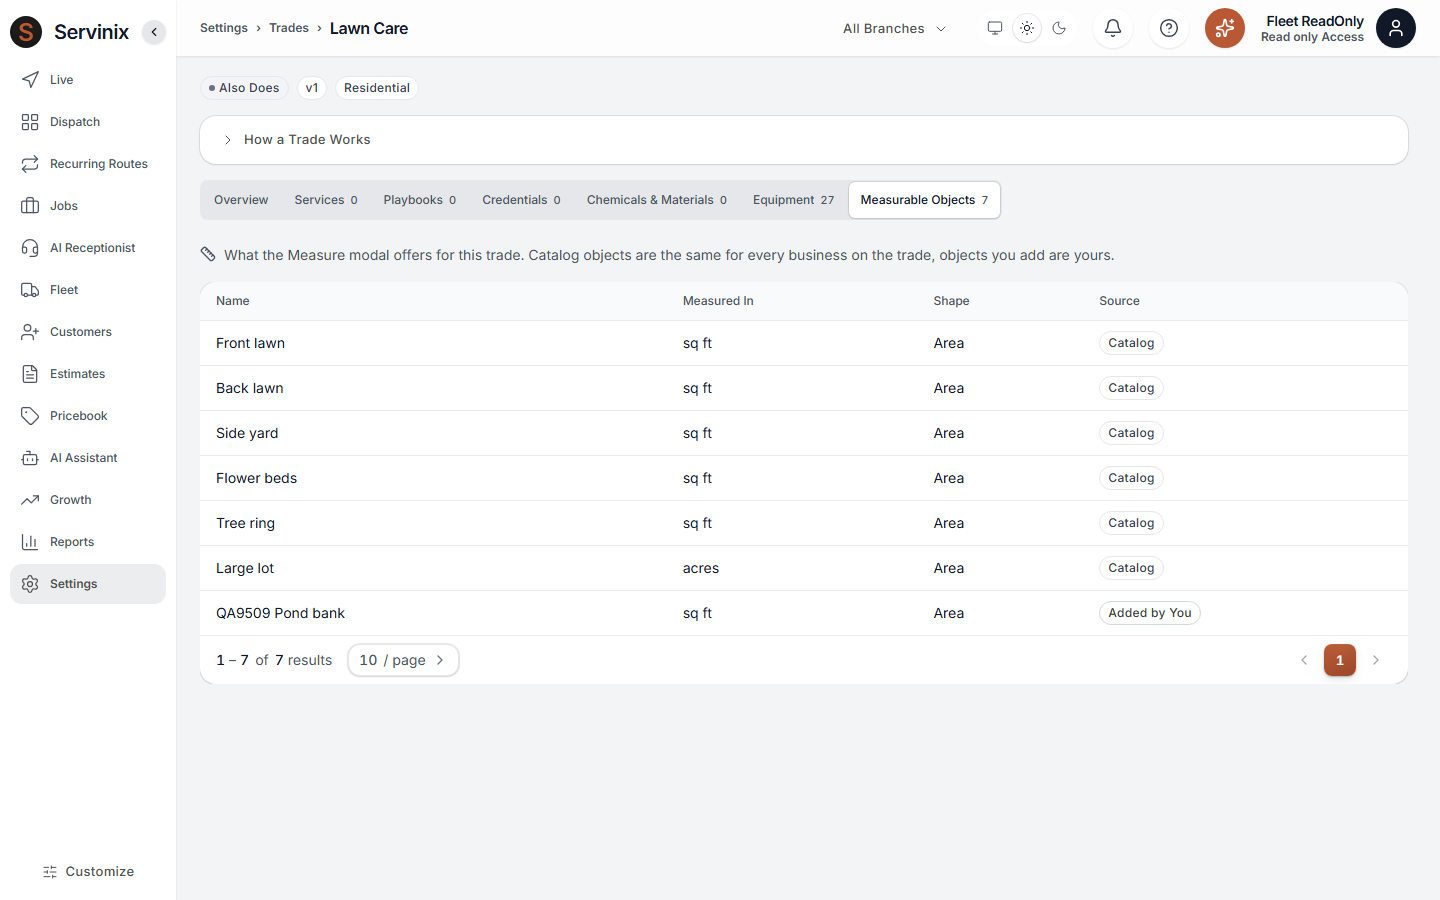 S Servinix
Settings › Trades › Lawn Care
All Branches
Fleet ReadOnly
Read only Access
Live
Dispatch
Recurring Routes
Jobs
AI Receptionist
Fleet
Customers
Estimates
Pricebook
AI Assistant
Growth
Reports
Settings
Customize
Also Does v1 Residential
How a Trade Works
Overview Services 0 Playbooks 0 Credentials 0 Chemicals & Materials 0 Equipment 27 Measurable Objects 7
What the Measure modal offers for this trade. Catalog objects are the same for every business on the trade, objects you add are yours.
Name Measured In Shape Source
Front lawn sq ft Area Catalog
Back lawn sq ft Area Catalog
Side yard sq ft Area Catalog
Flower beds sq ft Area Catalog
Tree ring sq ft Area Catalog
Large lot acres Area Catalog
QA9509 Pond bank sq ft Area Added by You
1 – 7 of 7 results 10 / page 1